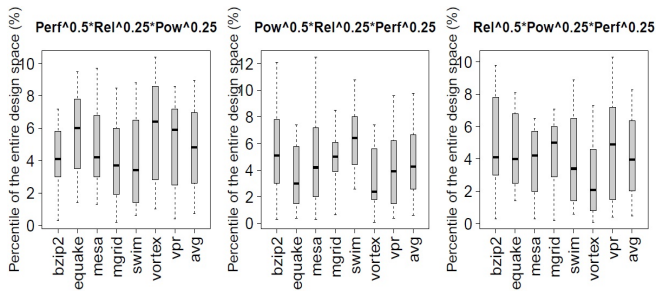 Perf^0.5*Rel^0.25*Pow^0.25
Percentile of the entire design space (%)
10
8
6
4
2
0
bzip2
equake
mesa
mgrid
swim
vortex
vpr
avg
Pow^0.5*Rel^0.25*Perf^0.25
Percentile of the entire design space (%)
12
10
8
6
4
2
0
bzip2
equake
mesa
mgrid
swim
vortex
vpr
avg
Rel^0.5*Pow^0.25*Perf^0.25
Percentile of the entire design space (%)
10
8
6
4
2
0
bzip2
equake
mesa
mgrid
swim
vortex
vpr
avg